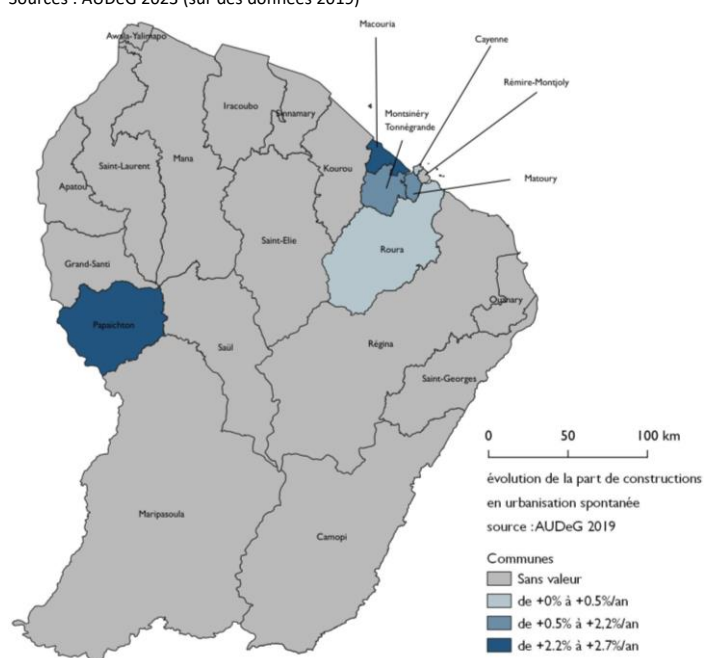 Sources : AUDeG 2023 (sur des données 2019)
Macouria
Cayenne
Rémire-Montjoly
Awala-Yalimapo
Iracoubo
Sinnamary
Montsinéry
Tonnégrande
Saint-Laurent
Mana
Kourou
Matoury
Apatou
Saint-Elie
Roura
Grand-Santi
Ouanary
Papaichton
Saül
Régina
Saint-Georges
Maripasoula
Camopi
0 50 100 km
évolution de la part de constructions
en urbanisation spontanée
source : AUDeG 2019
Communes
Sans valeur
de +0% à +0.5%/an
de +0.5% à +2,2%/an
de +2.2% à +2.7%/an